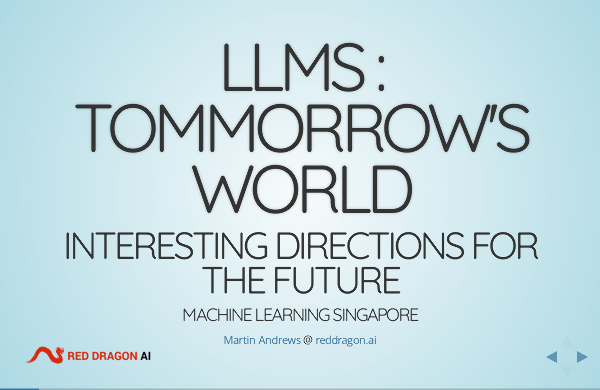 LLMS :
TOMMORROW'S
WORLD
INTERESTING DIRECTIONS FOR
THE FUTURE
MACHINE LEARNING SINGAPORE
Martin Andrews @ reddragon.ai
RED DRAGON AI